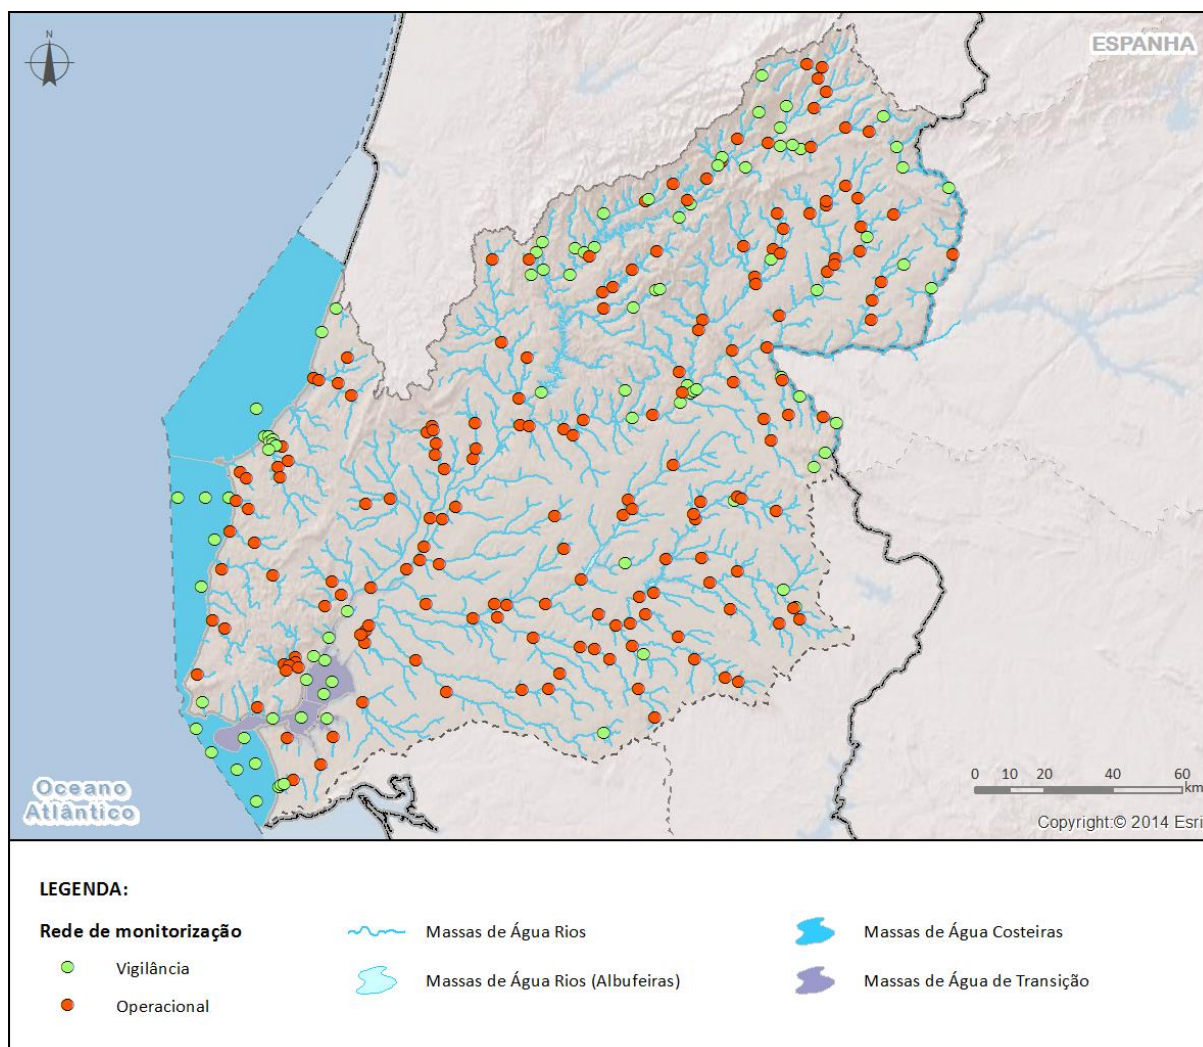 N
ESPANHA
Oceano
Atlântico
0 10 20 40 60
km
Copyright:© 2014 Esri
LEGENDA:
Rede de monitorização
Vigilância
Operacional
Massas de Água Rios
Massas de Água Rios (Albufeiras)
Massas de Água Costeiras
Massas de Água de Transição